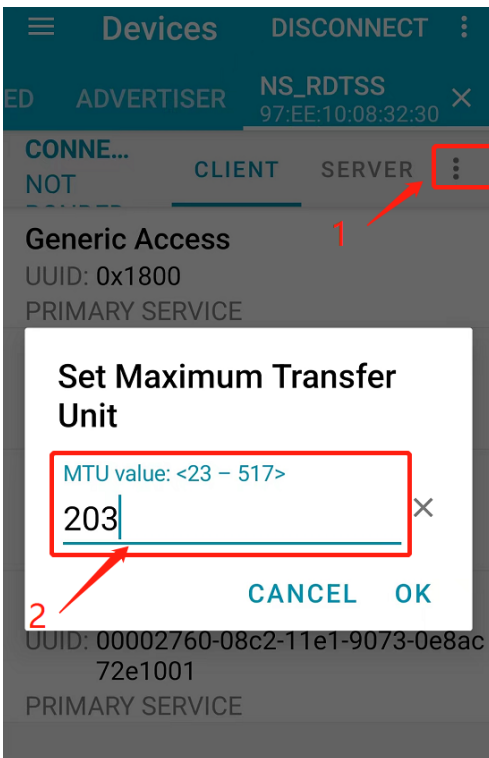 Devices
DISCONNECT
ED
ADVERTISER
NS_RDTSS
97:EE:10:08:32:30
CONNE...
NOT
CLIENT
SERVER
1
Generic Access
UUID: 0x1800
PRIMARY SERVICE
Set Maximum Transfer
Unit
MTU value: <23 – 517>
203
2
CANCEL
OK
UUID: 00002760-08c2-11e1-9073-0e8ac
72e1001
PRIMARY SERVICE